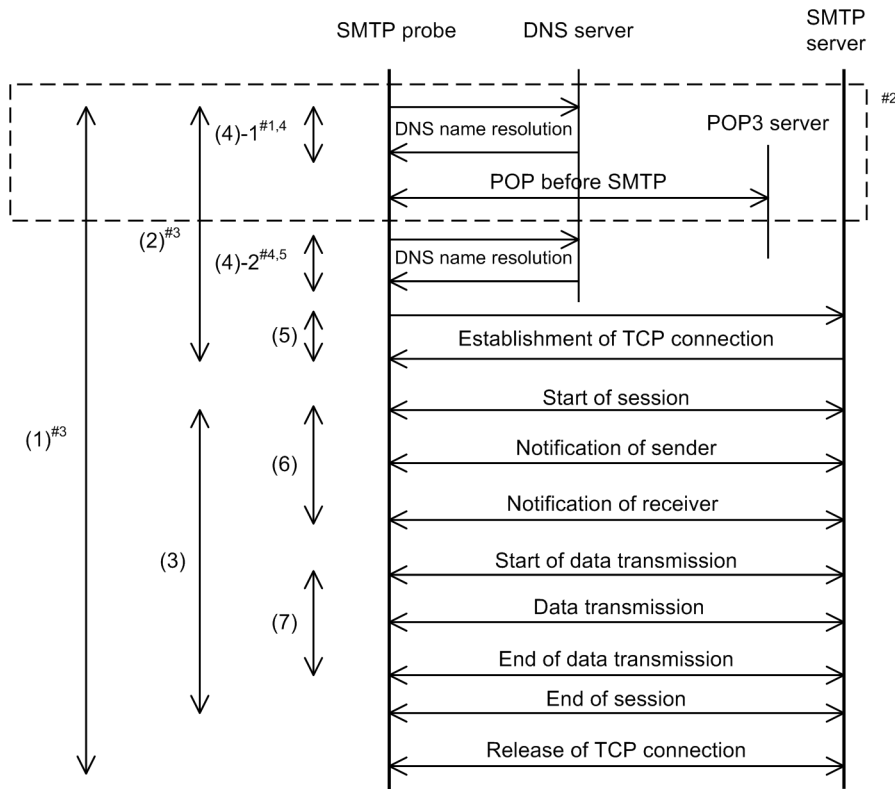 SMTP probe
DNS server
SMTP
server
#2
(4)-1#1,4
DNS name resolution
POP3 server
POP before SMTP
(2)#3
(4)-2#4,5
DNS name resolution
(5)
Establishment of TCP connection
Start of session
(1)#3
(6)
Notification of sender
Notification of receiver
(3)
Start of data transmission
(7)
Data transmission
End of data transmission
End of session
Release of TCP connection